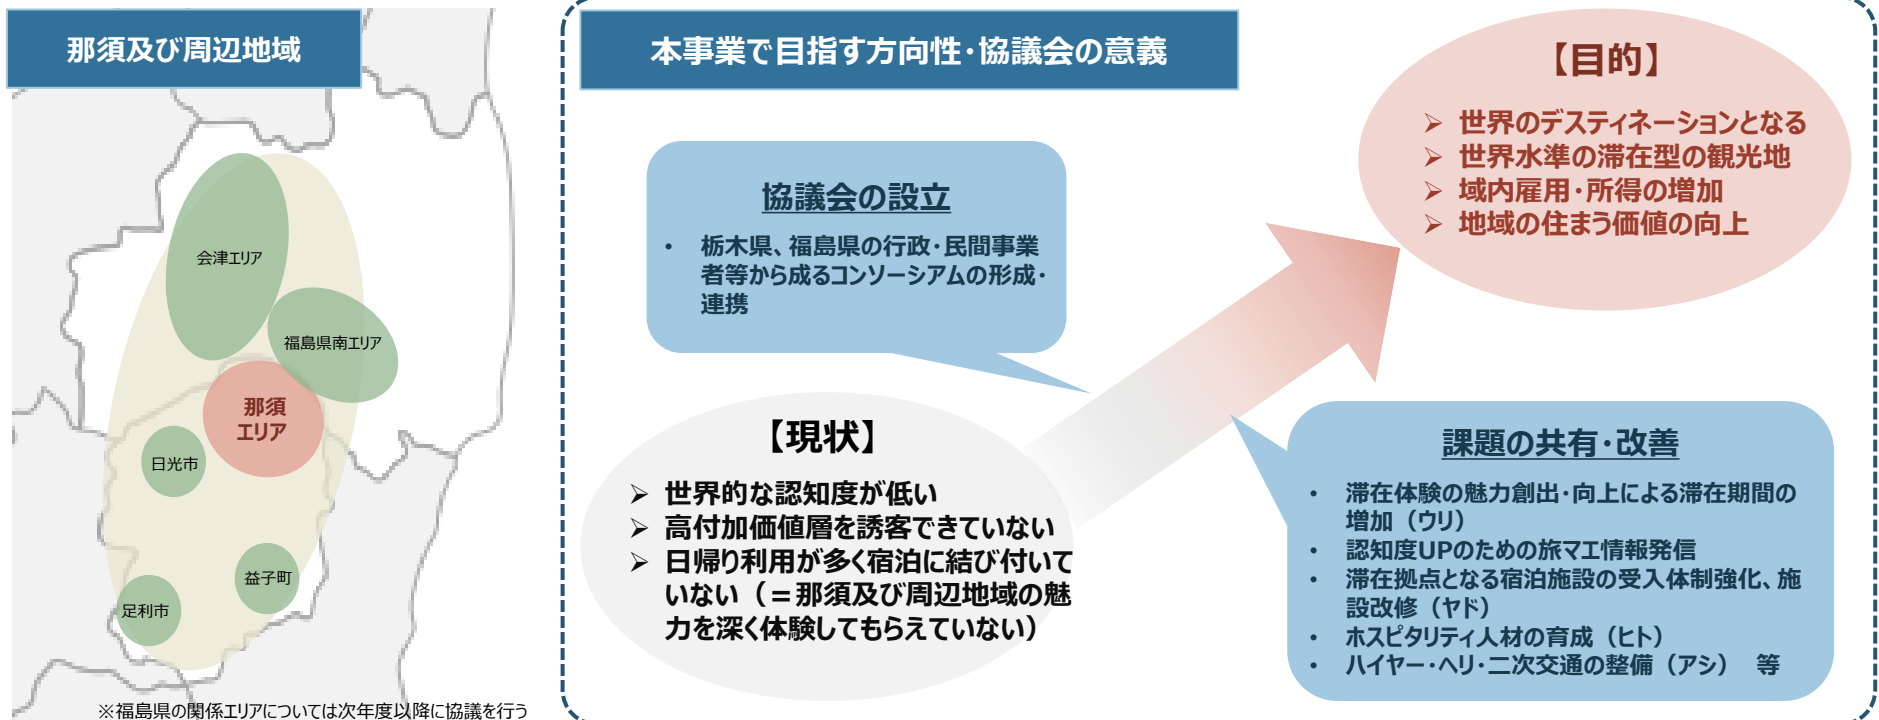 那須及び周辺地域
会津エリア
福島県南エリア
那須
エリア
日光市
益子町
足利市
※福島県の関係エリアについては次年度以降に協議を行う
本事業で目指す方向性・協議会の意義
【目的】
➢ 世界のデスティネーションとなる
➢ 世界水準の滞在型の観光地
➢ 域内雇用・所得の増加
➢ 地域の住まう価値の向上
協議会の設立
• 栃木県、福島県の行政・民間事業
者等から成るコンソーシアムの形成・
連携
【現状】
➢ 世界的な認知度が低い
➢ 高付加価値層を誘客できていない
➢ 日帰り利用が多く宿泊に結び付いて
いない（＝那須及び周辺地域の魅
力を深く体験してもらえていない）
課題の共有・改善
• 滞在体験の魅力創出・向上による滞在期間の
増加（ウリ）
• 認知度UPのための旅マエ情報発信
• 滞在拠点となる宿泊施設の受入体制強化、施
設改修（ヤド）
• ホスピタリティ人材の育成（ヒト）
• ハイヤー・ヘリ・二次交通の整備（アシ）　等